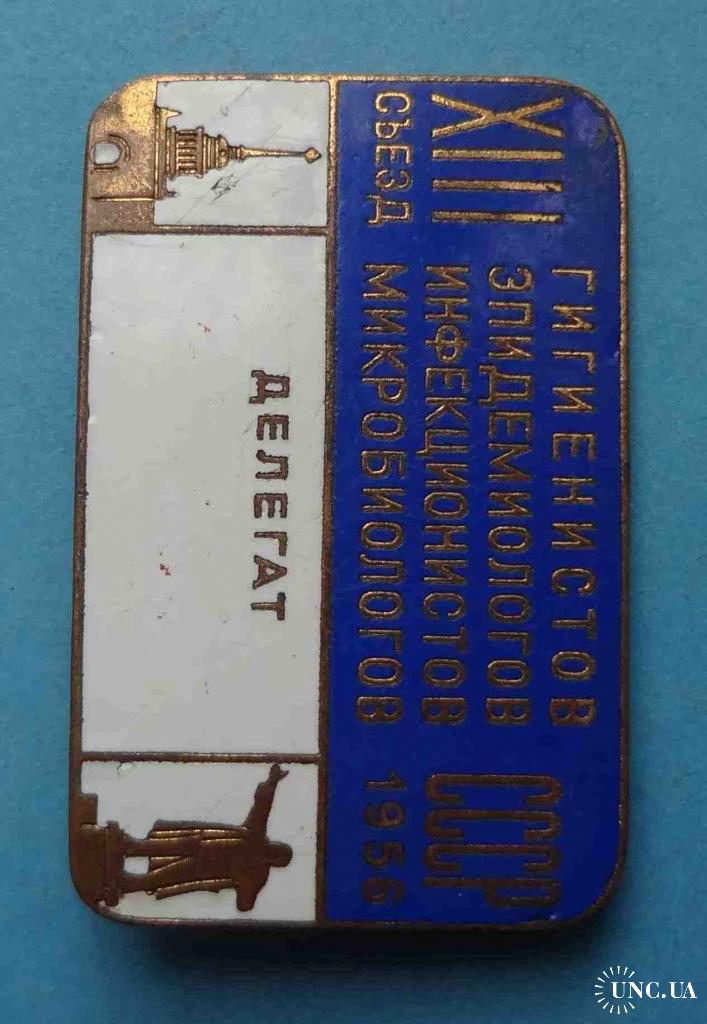 XIII
СЪЕЗД
ГИГИЕНИСТОВ
ЭПИДЕМИОЛОГОВ
ИНФЕКЦИОНИСТОВ
МИКРОБИОЛОГОВ
СССР
1956
ДЕЛЕГАТ
UNC.UA